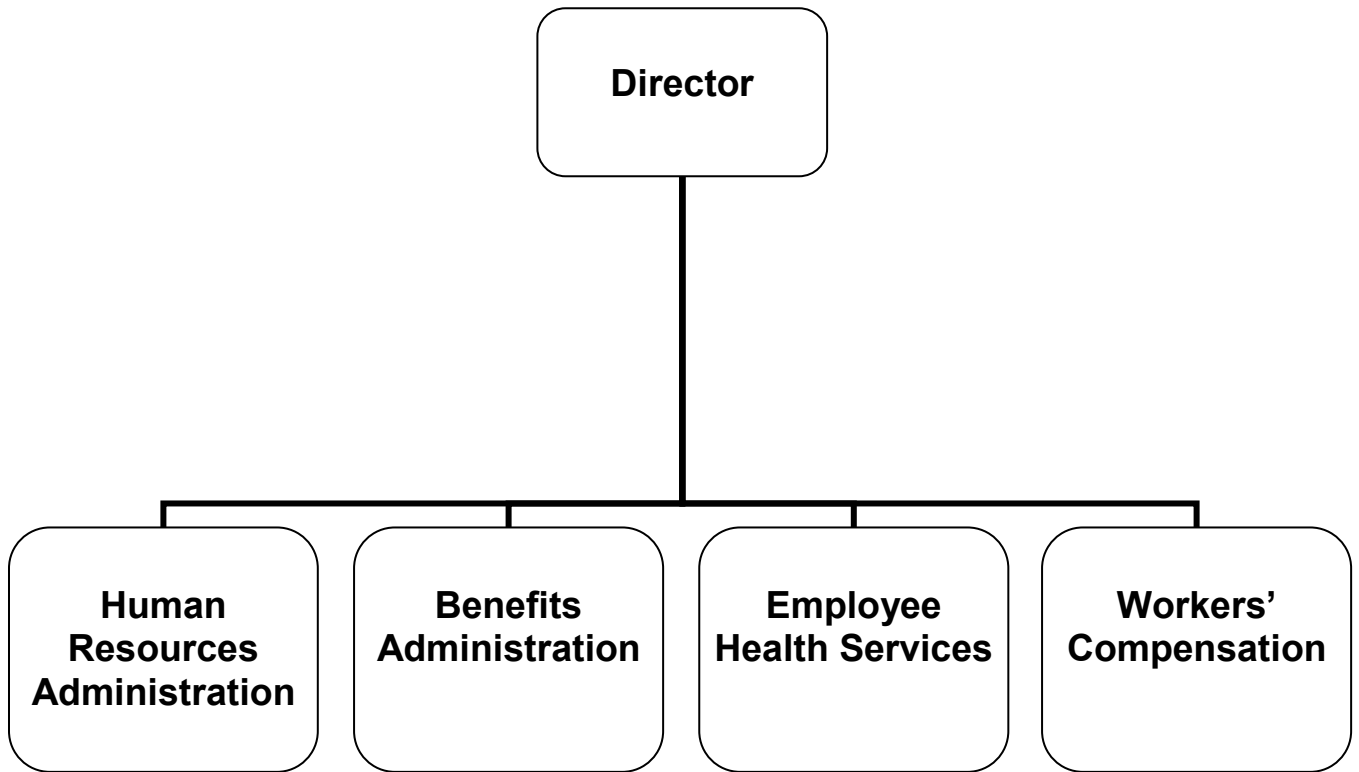 Director
Human
Resources
Administration
Benefits
Administration
Employee
Health Services
Workers’
Compensation